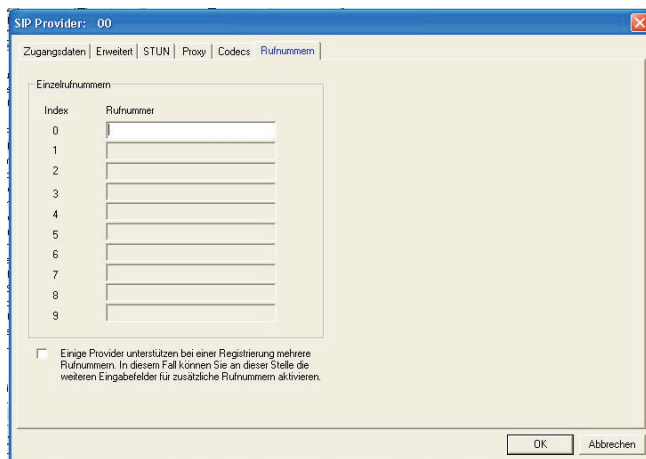 SIP Provider: 00
Zugangsdaten Erweitert STUN Proxy Codecs Rufnummern
Einzelrufnummern
Index Rufnummer
0
1
2
3
4
5
6
7
8
9
Einige Provider unterstützen bei einer Registrierung mehrere
Rufnummern. In diesem Fall können Sie an dieser Stelle die
weiteren Eingabefelder für zusätzliche Rufnummern aktivieren.
OK Abbrechen